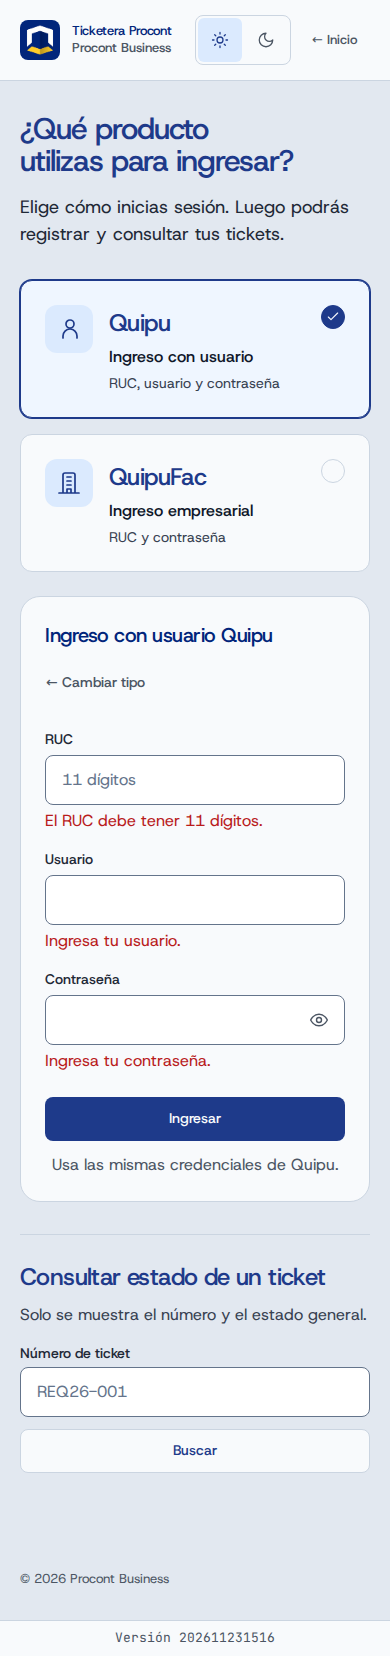 Ticketera Procont
Procont Business
← Inicio
¿Qué producto
utilizas para ingresar?
Elige cómo inicias sesión. Luego podrás
registrar y consultar tus tickets.
Quipu
Ingreso con usuario
RUC, usuario y contraseña
QuipuFac
Ingreso empresarial
RUC y contraseña
Ingreso con usuario Quipu
← Cambiar tipo
RUC
11 dígitos
El RUC debe tener 11 dígitos.
Usuario
Ingresa tu usuario.
Contraseña
Ingresa tu contraseña.
Ingresar
Usa las mismas credenciales de Quipu.
Consultar estado de un ticket
Solo se muestra el número y el estado general.
Número de ticket
REQ26-001
Buscar
© 2026 Procont Business
Versión 202611231516